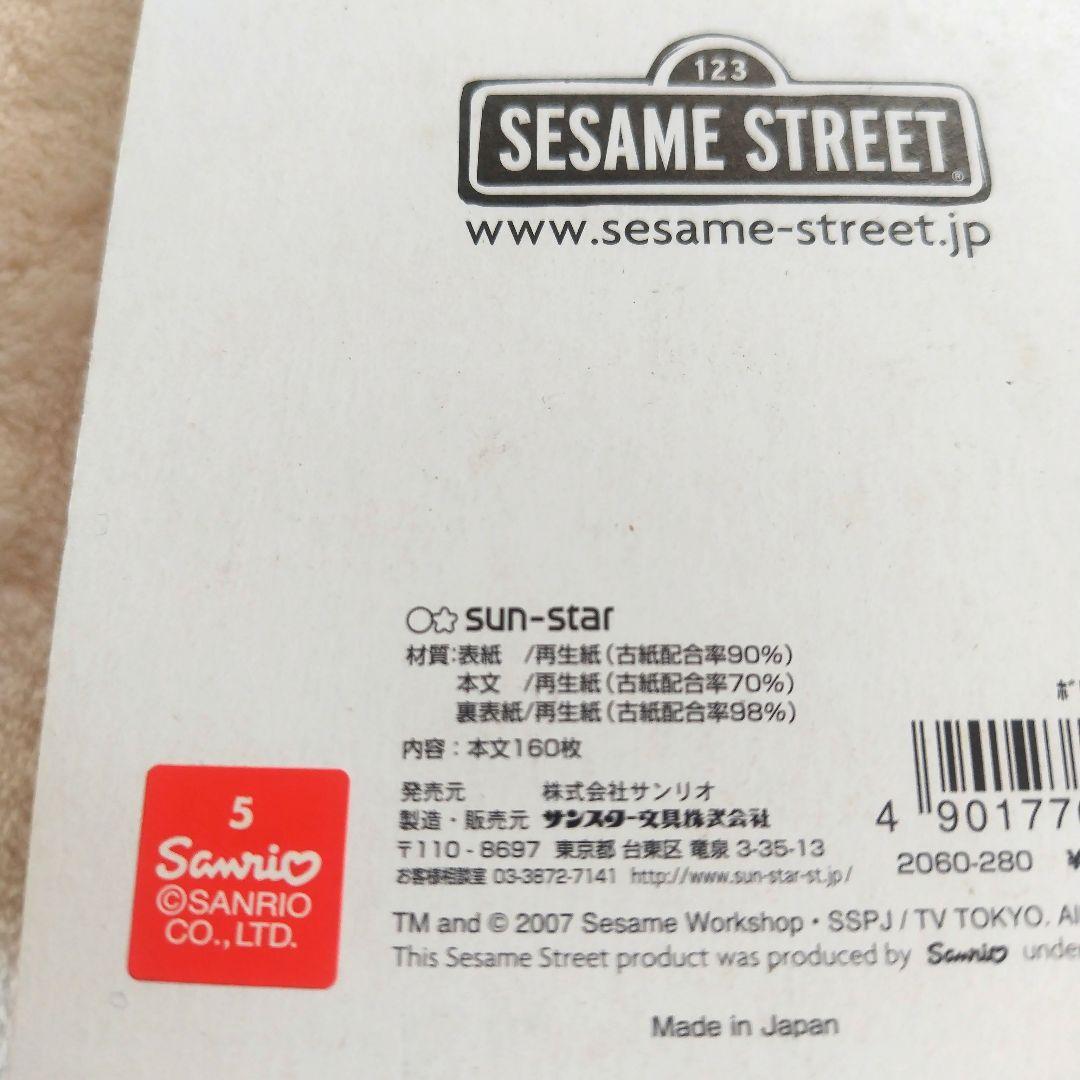 123
SESAME STREET®
www.sesame-street.jp
sun-star
材質:表紙 /再生紙(古紙配合率90%)
本文 /再生紙(古紙配合率70%)
裏表紙/再生紙(古紙配合率98%)
内容:本文160枚
発売元 株式会社サンリオ
製造・販売元 サンスター文具株式会社
〒110-8697 東京都 台東区 竜泉 3-35-13
お客様相談室 03-3872-7141 http://www.sun-star-st.jp/
4 901770
2060-280 ¥
TM and © 2007 Sesame Workshop・SSPJ / TV TOKYO.
This Sesame Street product was produced by Sanrio
Made in Japan
5
Sanrio
©SANRIO
CO., LTD.